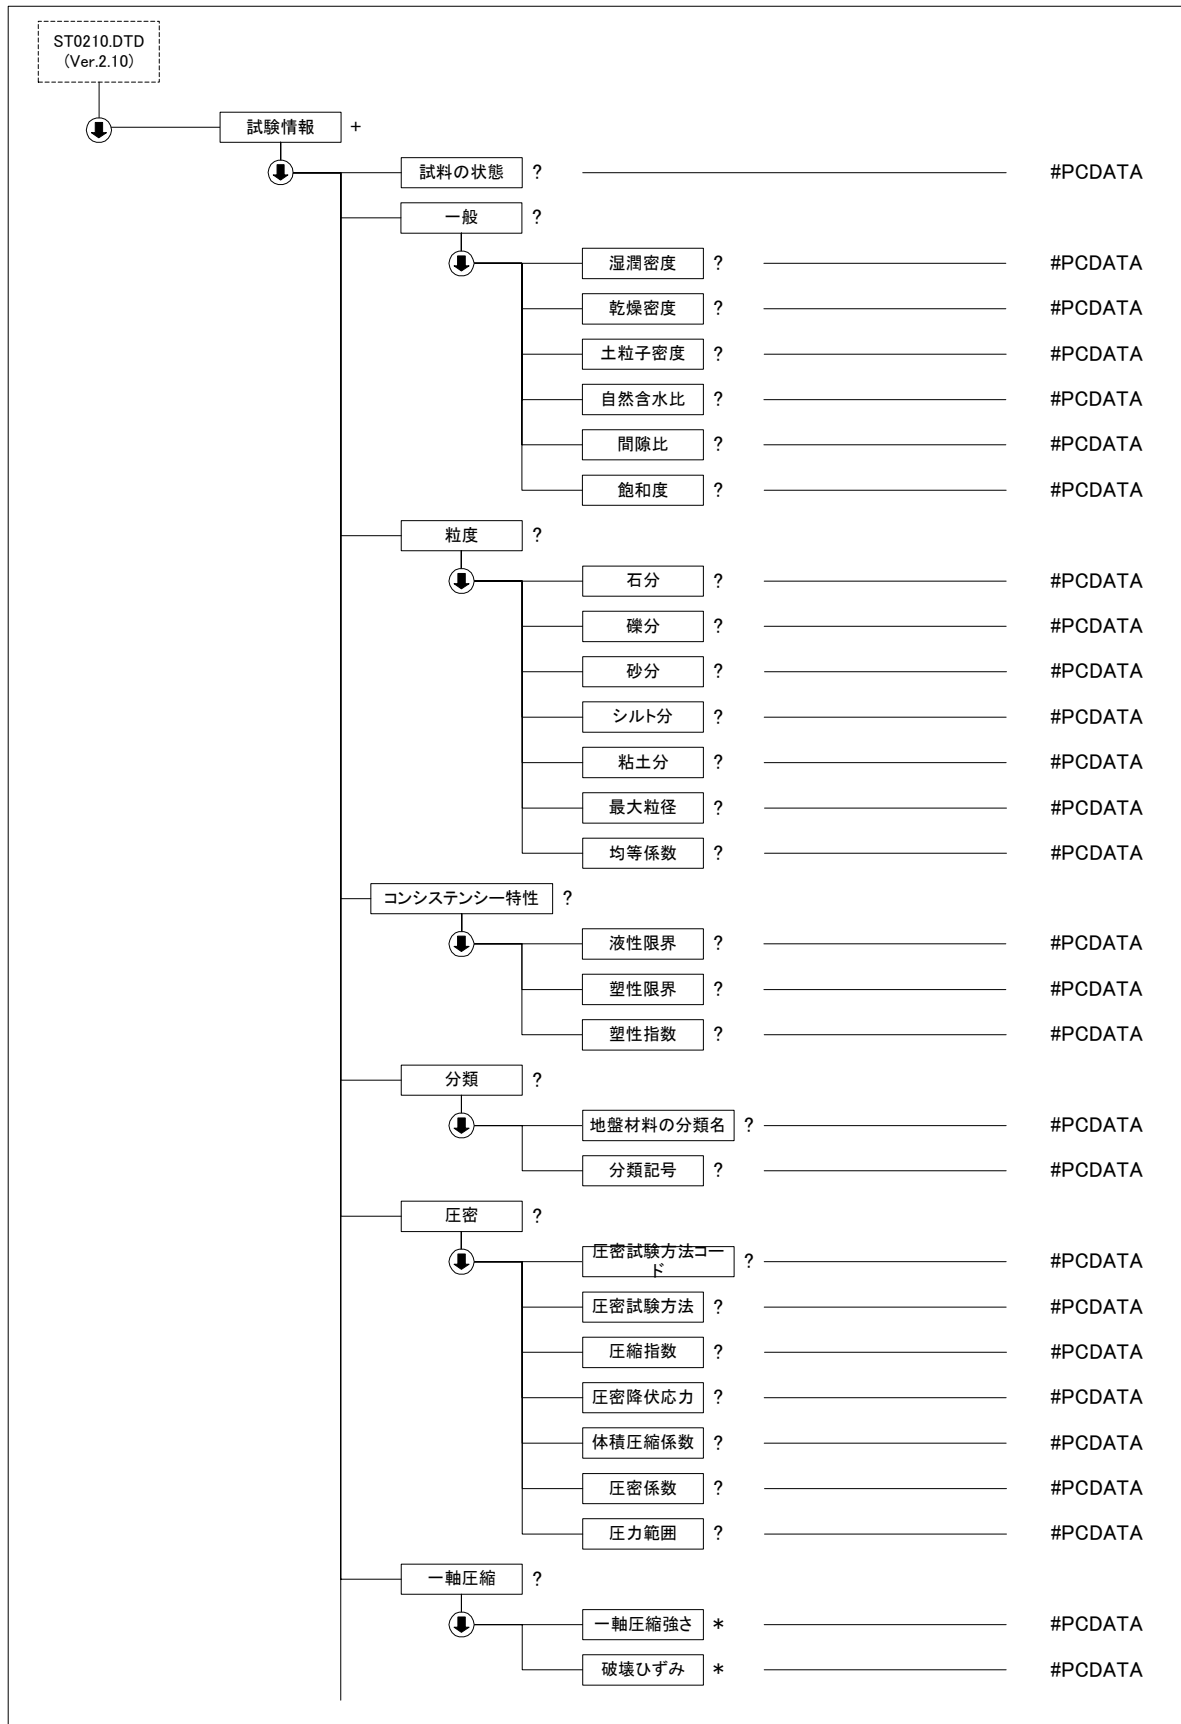 ST0210.DTD
(Ver.2.10)
試験情報 +
試料の状態 ? #PCDATA
一般 ?
湿潤密度 ? #PCDATA
乾燥密度 ? #PCDATA
土粒子密度 ? #PCDATA
自然含水比 ? #PCDATA
間隙比 ? #PCDATA
飽和度 ? #PCDATA
粒度 ?
石分 ? #PCDATA
礫分 ? #PCDATA
砂分 ? #PCDATA
シルト分 ? #PCDATA
粘土分 ? #PCDATA
最大粒径 ? #PCDATA
均等係数 ? #PCDATA
コンシステンシー特性 ?
液性限界 ? #PCDATA
塑性限界 ? #PCDATA
塑性指数 ? #PCDATA
分類 ?
地盤材料の分類名 ? #PCDATA
分類記号 ? #PCDATA
圧密 ?
圧密試験方法コー
ド ? #PCDATA
圧密試験方法 ? #PCDATA
圧縮指数 ? #PCDATA
圧密降伏応力 ? #PCDATA
体積圧縮係数 ? #PCDATA
圧密係数 ? #PCDATA
圧力範囲 ? #PCDATA
一軸圧縮 ?
一軸圧縮強さ * #PCDATA
破壊ひずみ * #PCDATA